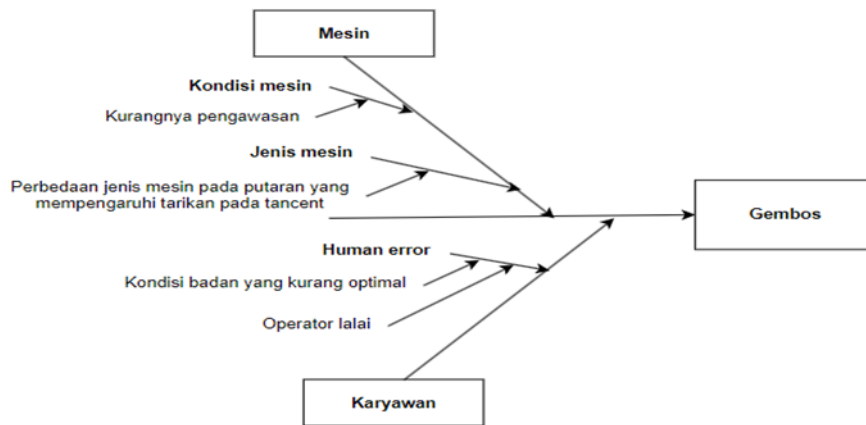 Mesin
Kondisi mesin
Kurangnya pengawasan
Jenis mesin
Perbedaan jenis mesin pada putaran yang
mempengaruhi tarikan pada tancent
Gembos
Human error
Kondisi badan yang kurang optimal
Operator lalai
Karyawan